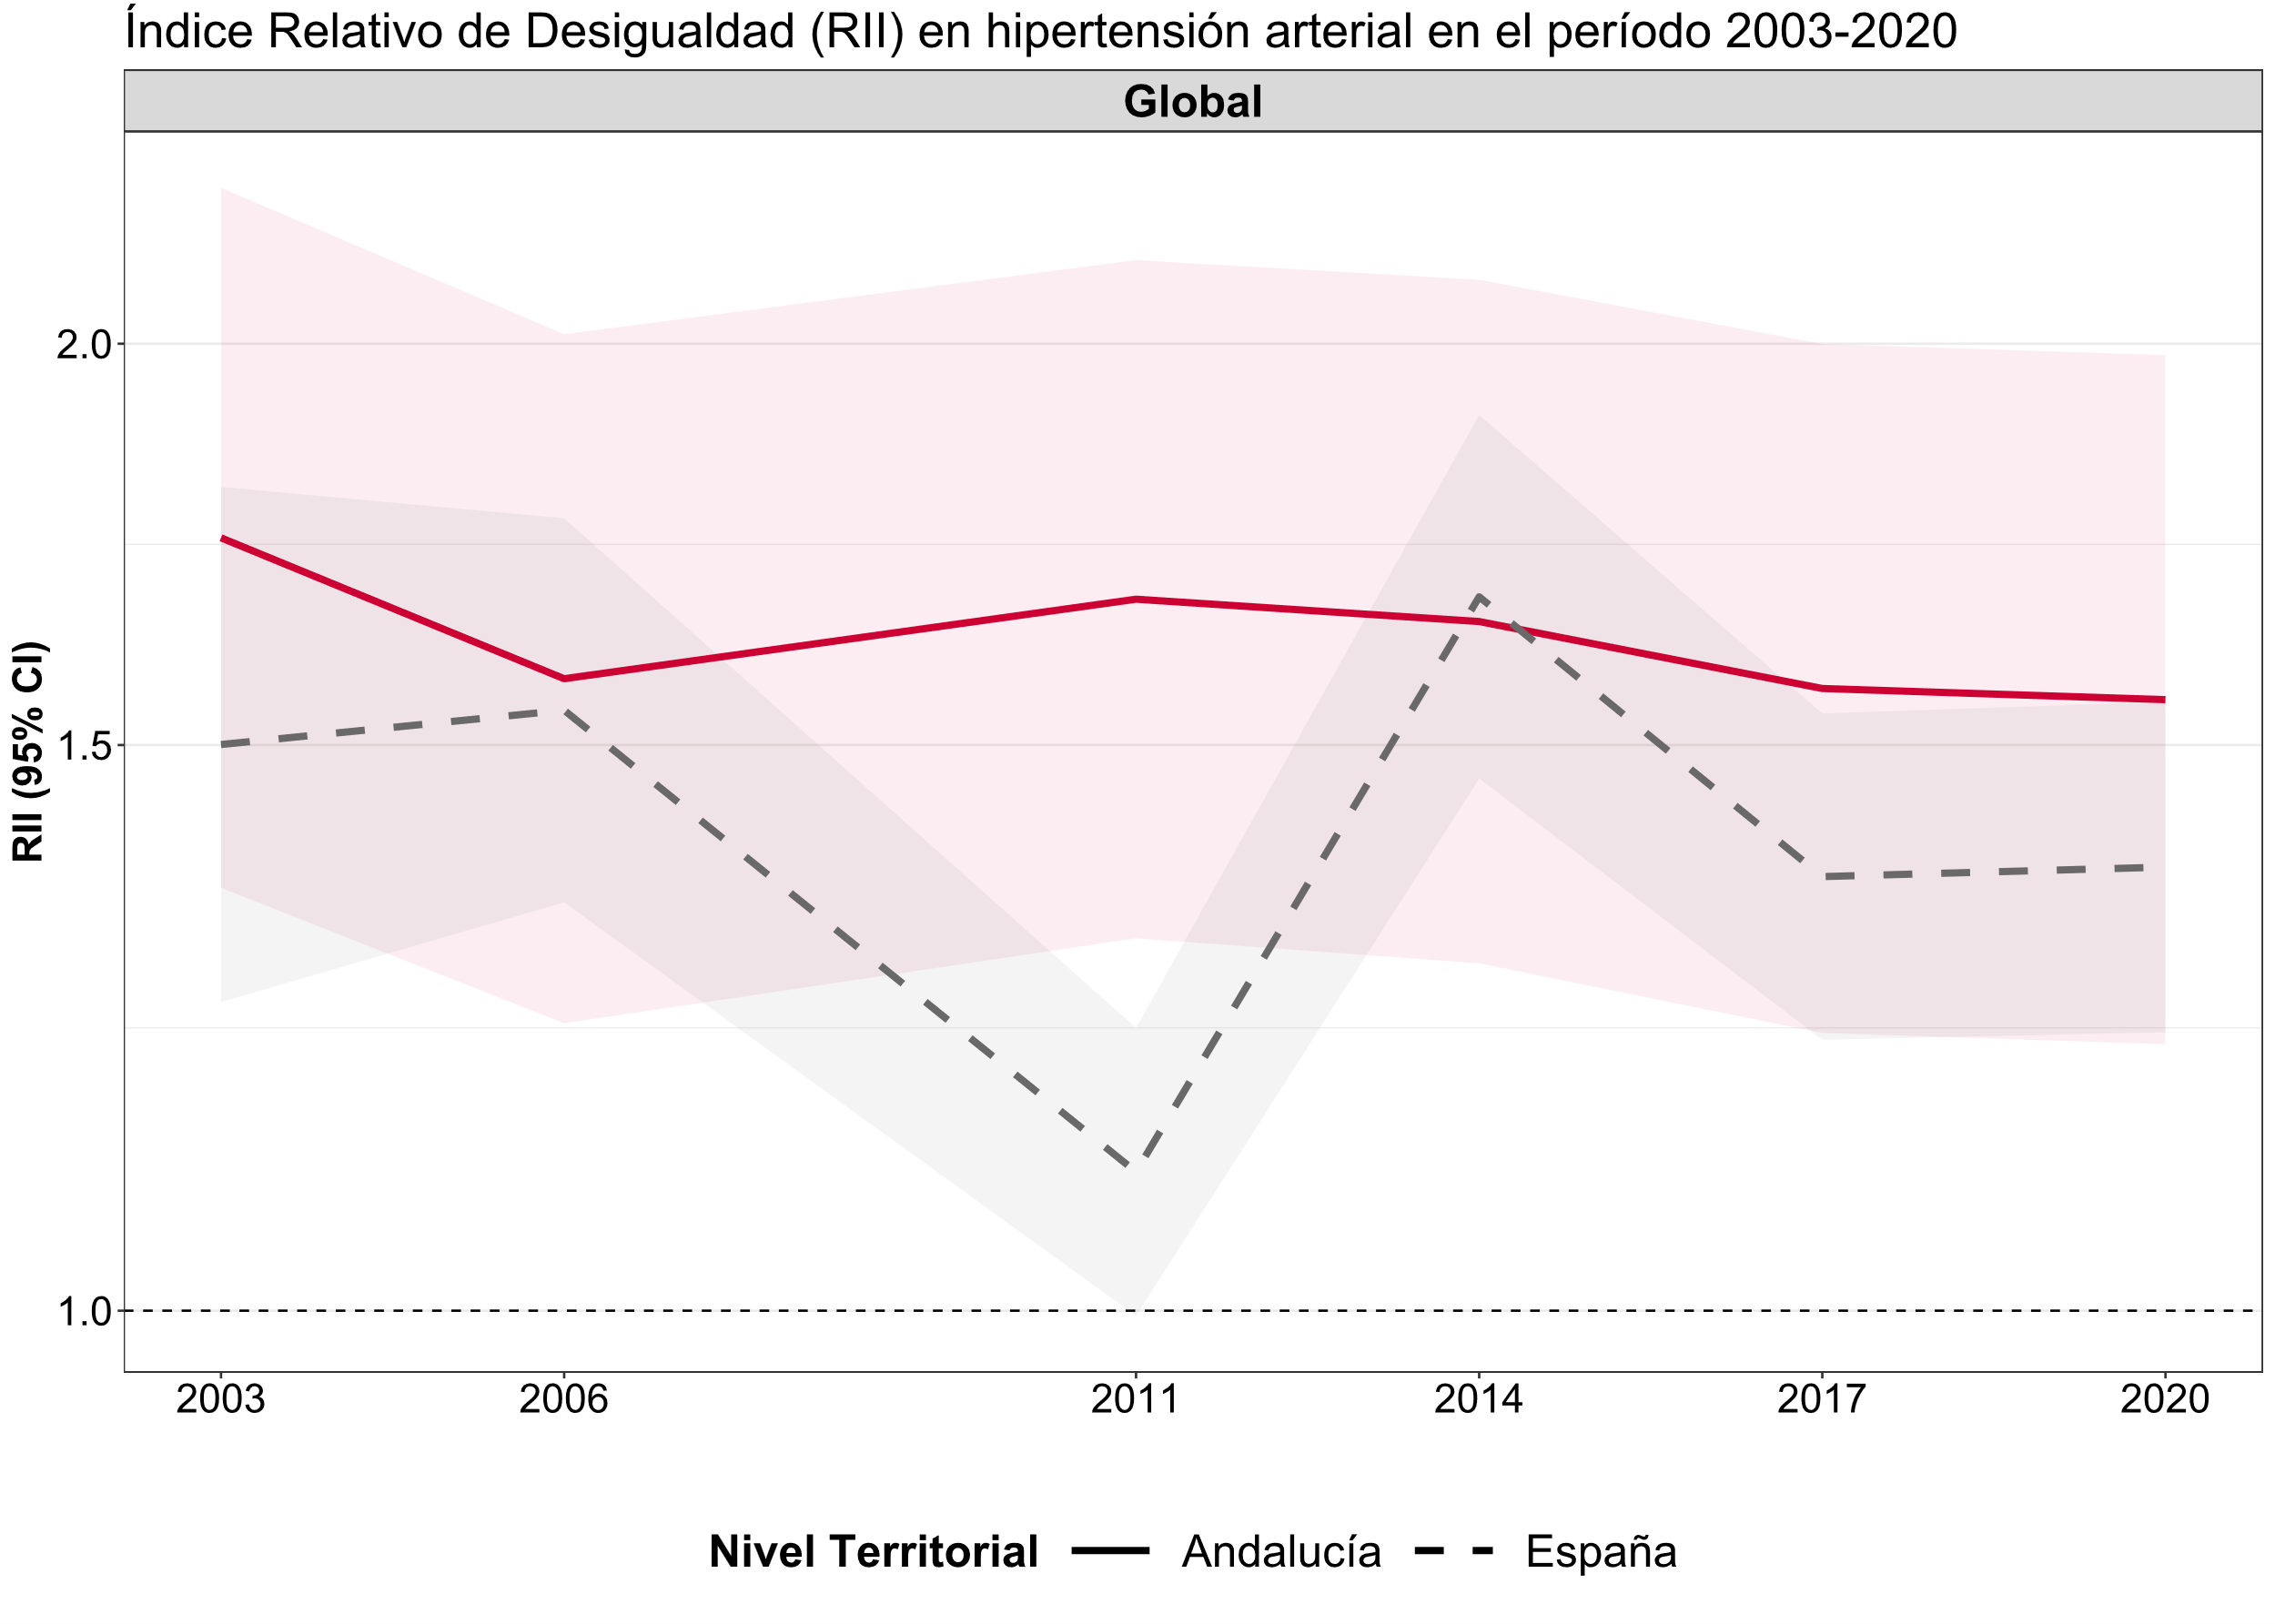 Índice Relativo de Desigualdad (RII) en hipertensión arterial en el período 2003-2020
Global
RII (95% CI)
2.0
1.5
1.0
2003 2006 2011 2014 2017 2020
Nivel Territorial Andalucía España